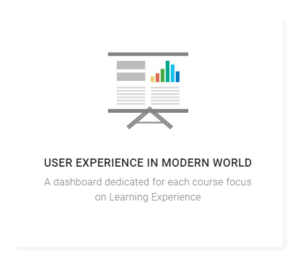 USER EXPERIENCE IN MODERN WORLD
A dashboard dedicated for each course focus
on Learning Experience